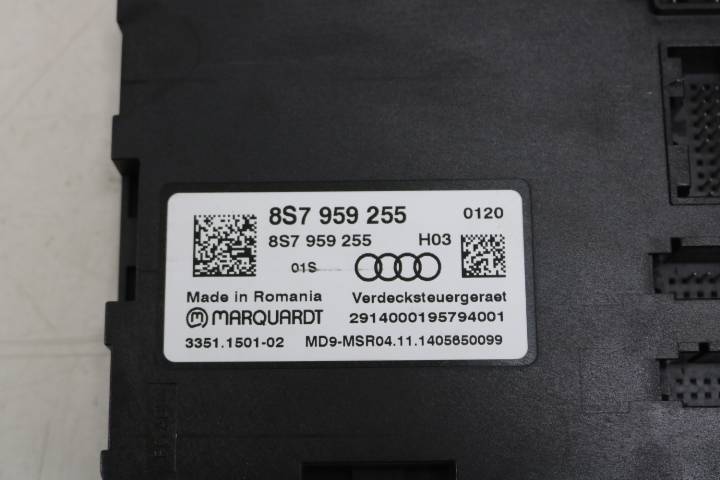 8S7 959 255 0120
8S7 959 255 H03
01S
Made in Romania Verdecksteuergeraet
MARQUARDT 2914000195794001
3351.1501-02 MD9-MSR04.11.1405650099